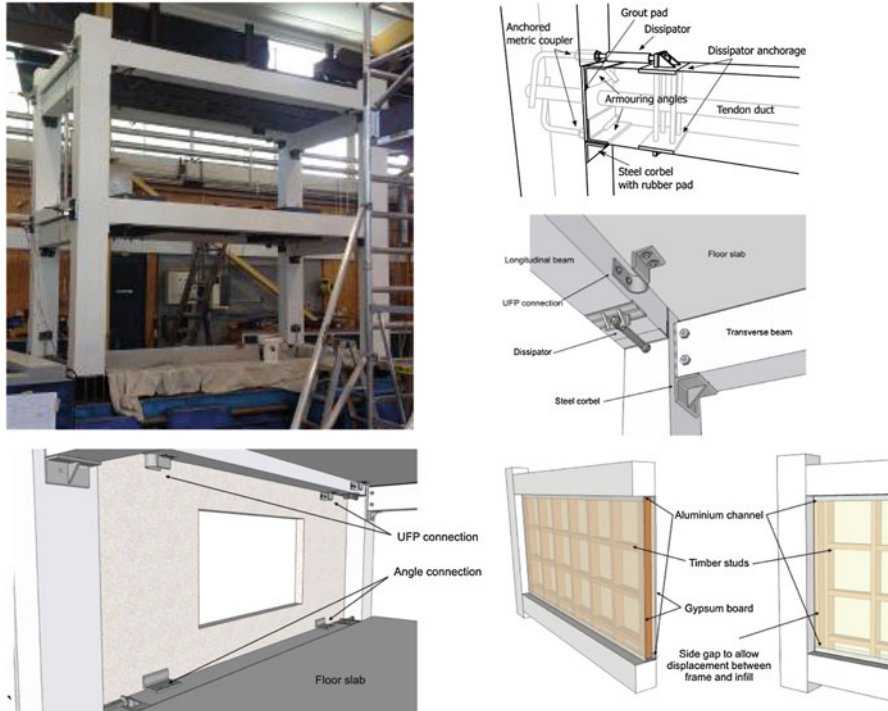 Grout pad
Dissipator
Anchored
metric coupler
Dissipator anchorage
Armouring angles
Tendon duct
Steel corbel
with rubber pad
Longitudinal beam
Floor slab
UFP connection
Transverse beam
Dissipator
Steel corbel
UFP connection
Angle connection
Floor slab
Aluminium channel
Timber studs
Gypsum board
Side gap to allow
displacement between
frame and infill